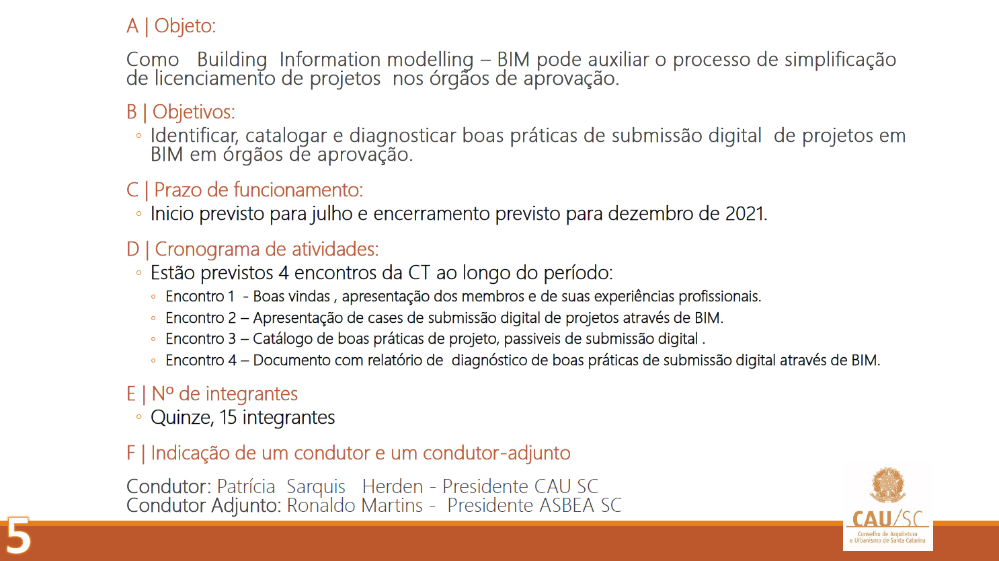 A | Objeto:
Como Building Information modelling – BIM pode auxiliar o processo de simplificação
de licenciamento de projetos nos órgãos de aprovação.
B | Objetivos:
◦ Identificar, catalogar e diagnosticar boas práticas de submissão digital de projetos em
BIM em órgãos de aprovação.
C | Prazo de funcionamento:
◦ Inicio previsto para julho e encerramento previsto para dezembro de 2021.
D | Cronograma de atividades:
◦ Estão previstos 4 encontros da CT ao longo do período:
◦ Encontro 1 - Boas vindas , apresentação dos membros e de suas experiências profissionais.
◦ Encontro 2 – Apresentação de cases de submissão digital de projetos através de BIM.
◦ Encontro 3 – Catálogo de boas práticas de projeto, passiveis de submissão digital .
◦ Encontro 4 – Documento com relatório de diagnóstico de boas práticas de submissão digital através de BIM.
E | Nº de integrantes
◦ Quinze, 15 integrantes
F | Indicação de um condutor e um condutor-adjunto
Condutor: Patrícia Sarquis Herden - Presidente CAU SC
Condutor Adjunto: Ronaldo Martins - Presidente ASBEA SC
5
CAU/SC
Conselho de Arquitetura
e Urbanismo de Santa Catarina